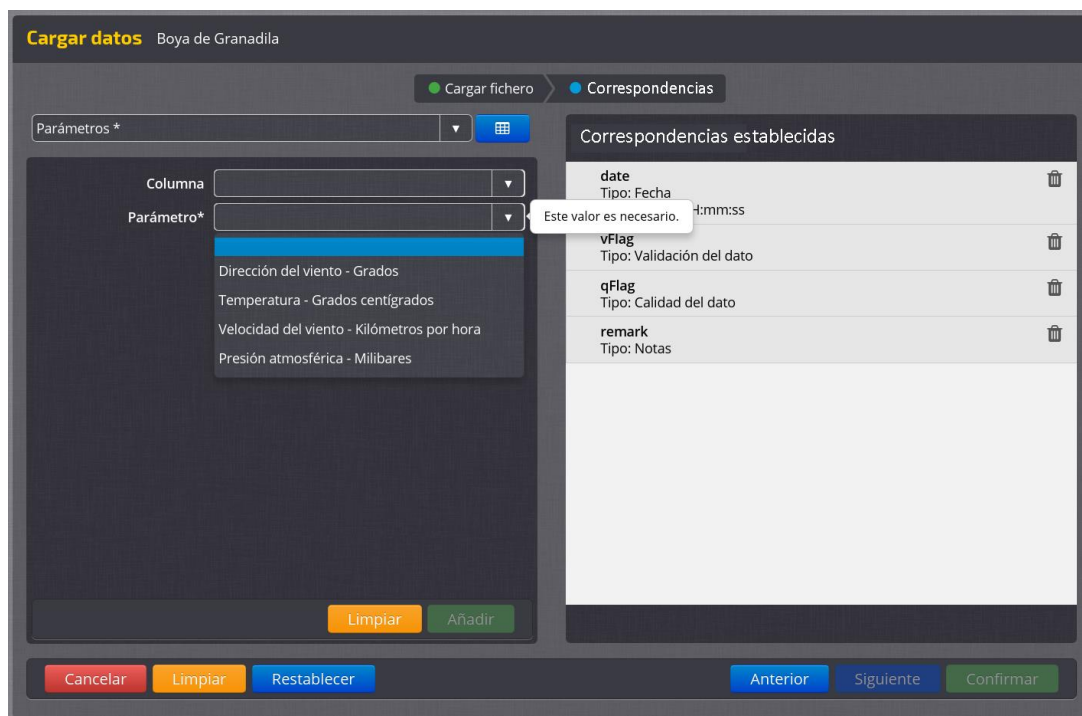 Cargar datos Boya de Granadilla
Cargar fichero
Correspondencias
Parámetros *
Columna
Parámetro*
Este valor es necesario.
Dirección del viento - Grados
Temperatura - Grados centígrados
Velocidad del viento - Kilómetros por hora
Presión atmosférica - Milibares
Limpiar
Añadir
Correspondencias establecidas
date
Tipo: Fecha
H:mm:ss
vFlag
Tipo: Validación del dato
qFlag
Tipo: Calidad del dato
remark
Tipo: Notas
Cancelar
Limpiar
Restablecer
Anterior
Siguiente
Confirmar